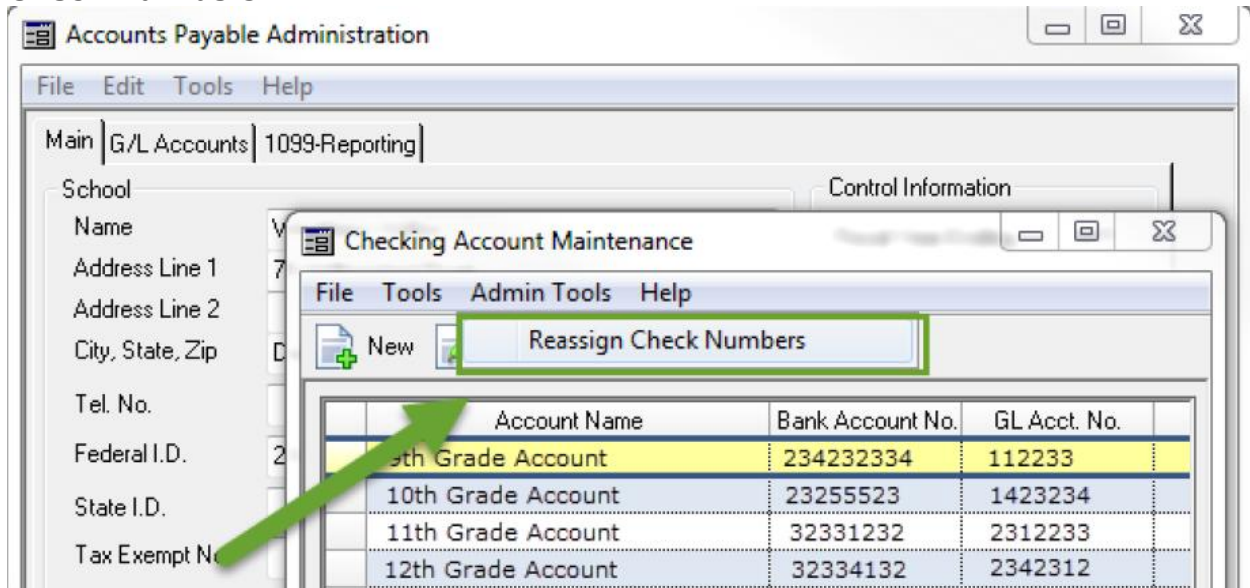 Accounts Payable Administration
File Edit Tools Help
Main G/L Accounts 1099-Reporting
School
Control Information
Name V
Address Line 1 7
Address Line 2
City, State, Zip D
Tel. No.
Federal I.D. 2
State I.D.
Tax Exempt N
Checking Account Maintenance
File Tools Admin Tools Help
New
Reassign Check Numbers
Account Name Bank Account No. GL Acct. No.
9th Grade Account 234232334 112233
10th Grade Account 23255523 1423234
11th Grade Account 32331232 2312233
12th Grade Account 32334132 2342312